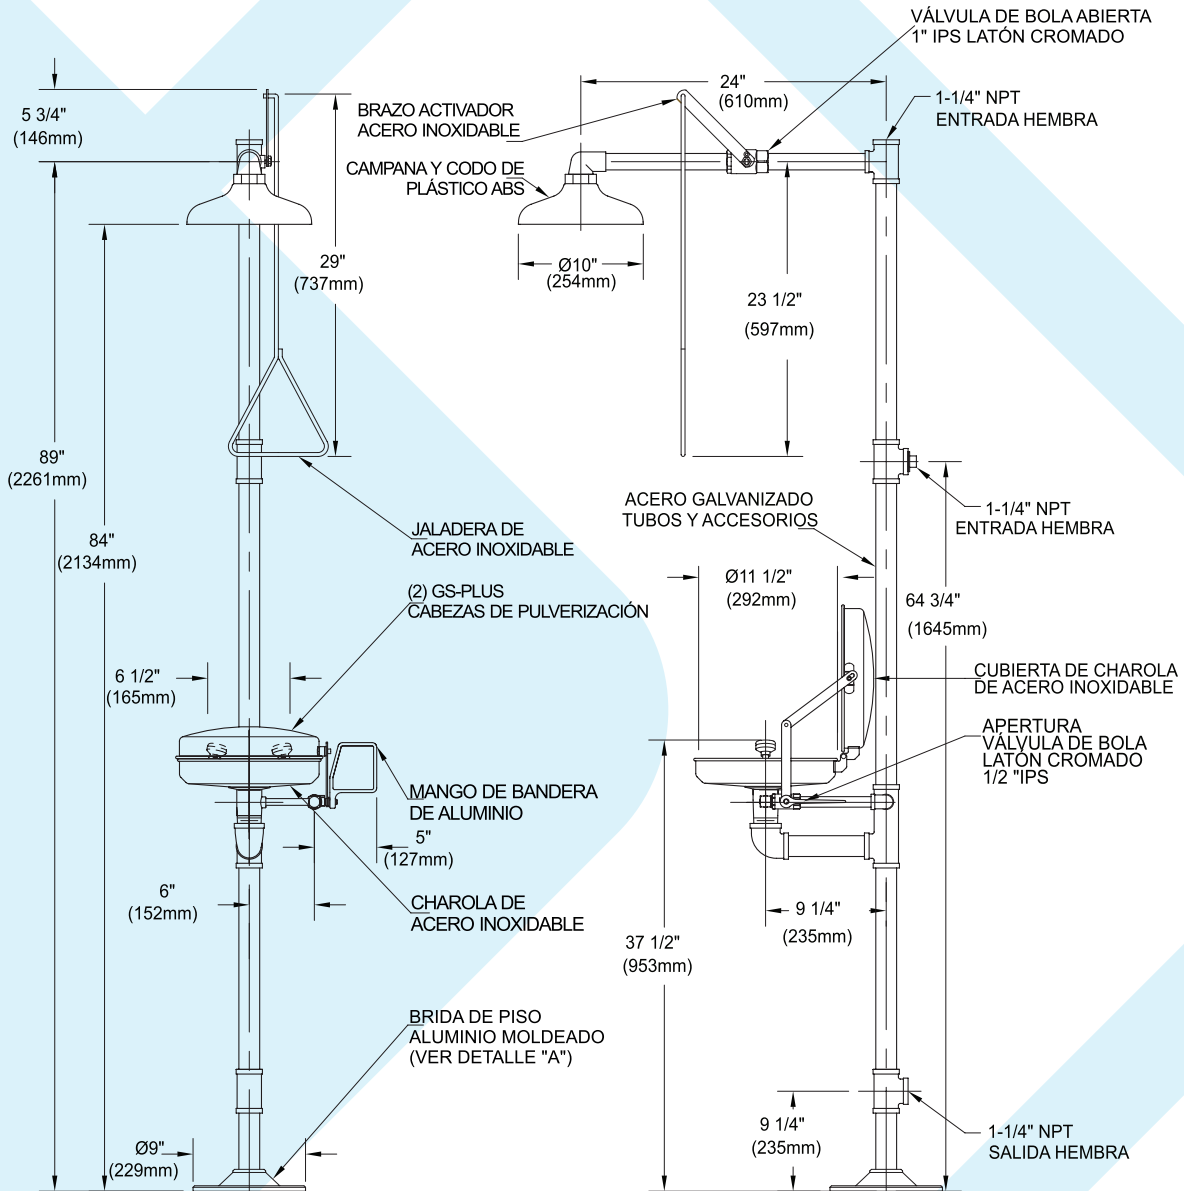 VÁLVULA DE BOLA ABIERTA
1" IPS LATÓN CROMADO
24"
(610mm)
1-1/4" NPT
ENTRADA HEMBRA
5 3/4"
(146mm)
BRAZO ACTIVADOR
ACERO INOXIDABLE
CAMPANA Y CODO DE
PLÁSTICO ABS
29"
(737mm)
Ø10"
(254mm)
23 1/2"
(597mm)
89"
(2261mm)
84"
(2134mm)
JALADERA DE
ACERO INOXIDABLE
ACERO GALVANIZADO
TUBOS Y ACCESORIOS
1-1/4" NPT
ENTRADA HEMBRA
(2) GS-PLUS
CABEZAS DE PULVERIZACIÓN
Ø11 1/2"
(292mm)
64 3/4"
(1645mm)
6 1/2"
(165mm)
CUBIERTA DE CHAROLA
DE ACERO INOXIDABLE
APERTURA
VÁLVULA DE BOLA
LATÓN CROMADO
1/2 "IPS
MANGO DE BANDERA
DE ALUMINIO
5"
(127mm)
6"
(152mm)
CHAROLA DE
ACERO INOXIDABLE
9 1/4"
(235mm)
37 1/2"
(953mm)
BRIDA DE PISO
ALUMINIO MOLDEADO
(VER DETALLE "A")
Ø9"
(229mm)
9 1/4"
(235mm)
1-1/4" NPT
SALIDA HEMBRA